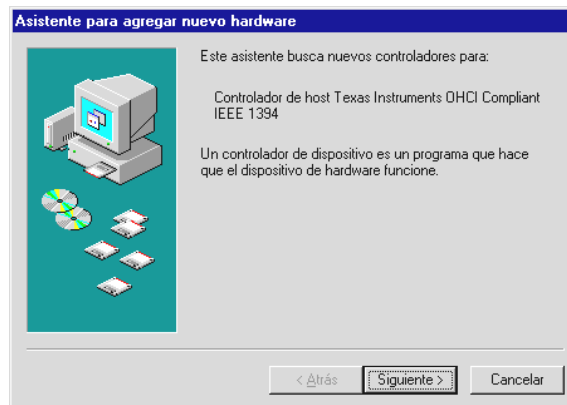 Asistente para agregar nuevo hardware
Este asistente busca nuevos controladores para:
Controlador de host Texas Instruments OHCI Compliant
IEEE 1394
Un controlador de dispositivo es un programa que hace
que el dispositivo de hardware funcione.
< Atrás Siguiente > Cancelar